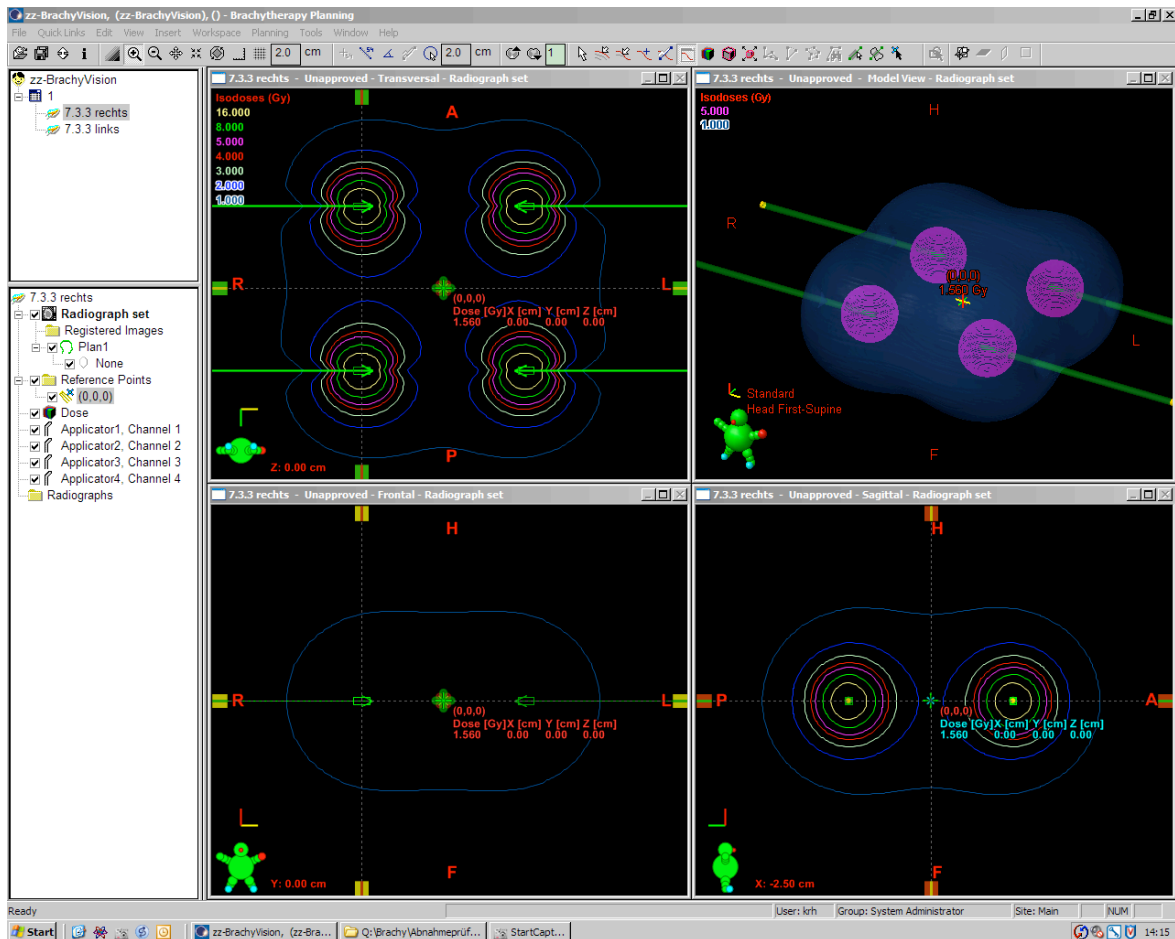 zz-BrachyVision, (zz-BrachyVision), () - Brachytherapy Planning
File Quick Links Edit View Insert Workspace Planning Tools Window Help
2.0 cm 2.0 cm 1
zz-BrachyVision
1
7.3.3 rechts
7.3.3 links
7.3.3 rechts
Radiograph set
Registered Images
Plan1
None
Reference Points
(0,0,0)
Dose
Applicator1, Channel 1
Applicator2, Channel 2
Applicator3, Channel 3
Applicator4, Channel 4
Radiographs
7.3.3 rechts - Unapproved - Transversal - Radiograph set
Isodoses (Gy)
16.000
8.000
5.000
4.000
3.000
2.000
1.000
A
R
L
P
(0,0,0)
Dose [Gy] X [cm] Y [cm] Z [cm]
1.560 0.00 0.00 0.00
Z: 0.00 cm
7.3.3 rechts - Unapproved - Model View - Radiograph set
Isodoses (Gy)
5.000
1.000
H
R
(0,0,0)
1.560 Gy
L
Standard
Head First-Supine
F
7.3.3 rechts - Unapproved - Frontal - Radiograph set
H
R
L
(0,0,0)
Dose [Gy] X [cm] Y [cm] Z [cm]
1.560 0.00 0.00 0.00
F
Y: 0.00 cm
7.3.3 rechts - Unapproved - Sagittal - Radiograph set
H
P
A
(0,0,0)
Dose [Gy] X [cm] Y [cm] Z [cm]
1.560 0.00 0.00 0.00
F
X: -2.50 cm
Ready User: krh Group: System Administrator Site: Main NUM
Start zz-BrachyVision, (zz-Bra... Q:\Brachy\Abnahmeprüf... StartCapt... 14:15